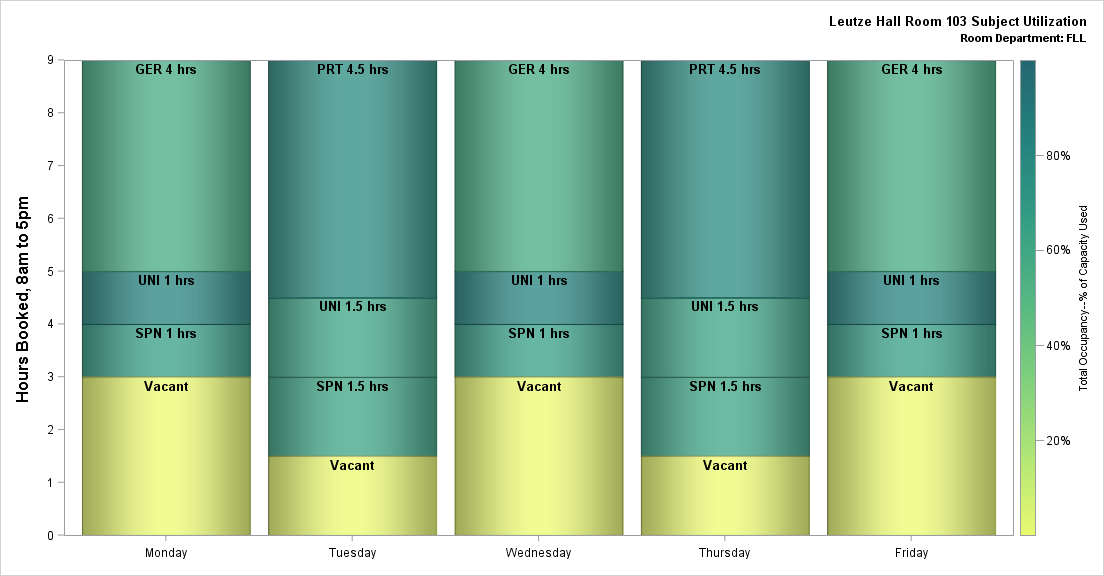 Leutze Hall Room 103 Subject Utilization
Room Department: FLL
Hours Booked, 8am to 5pm
9
8
7
6
5
4
3
2
1
0
GER 4 hrs
UNI 1 hrs
SPN 1 hrs
Vacant
Monday
PRT 4.5 hrs
UNI 1.5 hrs
SPN 1.5 hrs
Vacant
Tuesday
GER 4 hrs
UNI 1 hrs
SPN 1 hrs
Vacant
Wednesday
PRT 4.5 hrs
UNI 1.5 hrs
SPN 1.5 hrs
Vacant
Thursday
GER 4 hrs
UNI 1 hrs
SPN 1 hrs
Vacant
Friday
80%
60%
40%
20%
Total Occupancy--% of Capacity Used